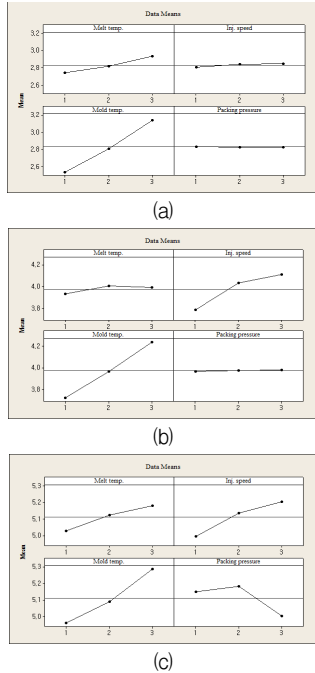 Data Means
Melt temp. Inj. speed
3.2
3.0
2.8
2.6
Mold temp. Packing pressure
3.2
3.0
2.8
2.6
1 2 3 1 2 3
Mean
(a)
Data Means
Melt temp. Inj. speed
4.2
4.0
3.8
Mold temp. Packing pressure
4.2
4.0
3.8
1 2 3 1 2 3
Mean
(b)
Data Means
Melt temp. Inj. speed
5.3
5.2
5.1
5.0
Mold temp. Packing pressure
5.3
5.2
5.1
5.0
1 2 3 1 2 3
Mean
(c)